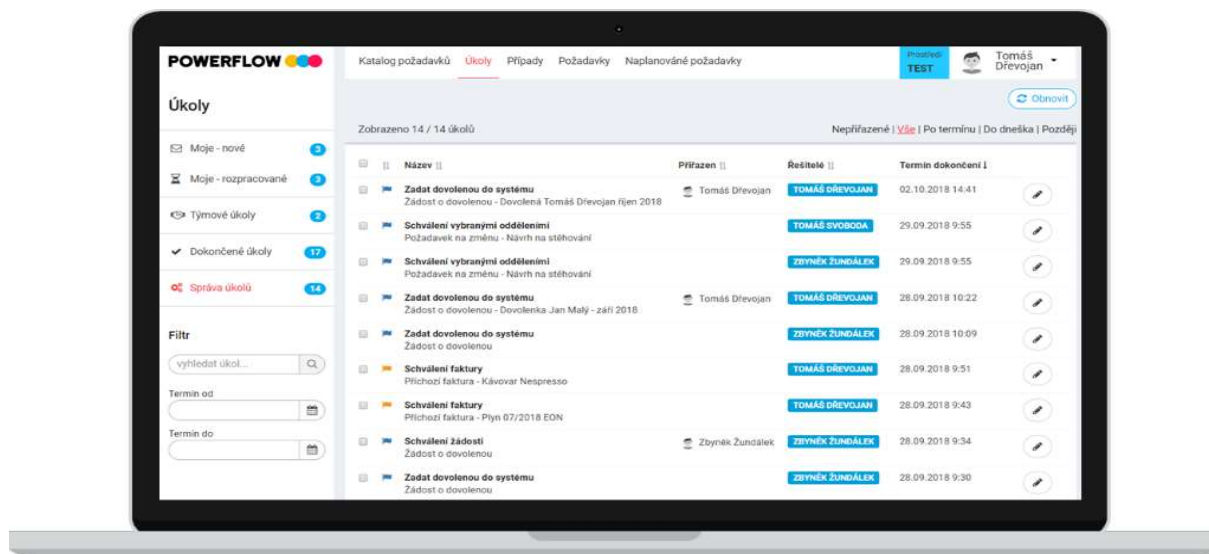 POWERFLOW
Katalog požadavků Úkoly Případy Požadavky Naplánováné požadavky
Prostředí
TEST
Tomáš
Dřevojan
Úkoly
Obnovit
Zobrazeno 14 / 14 úkolů
Nepřiřazené | Vše | Po termínu | Do dneška | Později
Moje - nové 3
Moje - rozpracované 3
Týmové úkoly 2
Dokončené úkoly 17
Správa úkolů 14
Filtr
vyhledat úkol...
Termín od
Termín do
Název Přiřazen Řešitelé Termín dokončení
Zadat dovolenou do systému Tomáš Dřevojan TOMÁŠ DŘEVOJAN 02.10.2018 14:41
Žádost o dovolenou - Dovolená Tomáš Dřevojan říjen 2018
Schválení vybranými odděleními TOMÁŠ SVOBODA 29.09.2018 9:55
Požadavek na změnu - Návrh na stěhování
Schválení vybranými odděleními ZBYNĚK ŽUNDÁLEK 29.09.2018 9:55
Požadavek na změnu - Návrh na stěhování
Zadat dovolenou do systému Tomáš Dřevojan TOMÁŠ DŘEVOJAN 28.09.2018 10:22
Žádost o dovolenou - Dovolenka Jan Malý - září 2018
Zadat dovolenou do systému ZBYNĚK ŽUNDÁLEK 28.09.2018 10:09
Žádost o dovolenou
Schválení faktury TOMÁŠ DŘEVOJAN 28.09.2018 9:51
Příchozí faktura - Kávovar Nespresso
Schválení faktury TOMÁŠ DŘEVOJAN 28.09.2018 9:43
Příchozí faktura - Plyn 07/2018 EON
Schválení žádosti Zbyněk Žundálek ZBYNĚK ŽUNDÁLEK 28.09.2018 9:34
Žádost o dovolenou
Zadat dovolenou do systému ZBYNĚK ŽUNDÁLEK 28.09.2018 9:30
Žádost o dovolenou